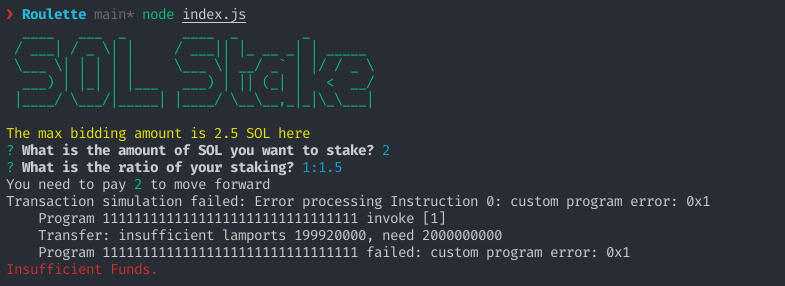 ❯ Roulette main* node index.js
SOL Stake
The max bidding amount is 2.5 SOL here
? What is the amount of SOL you want to stake? 2
? What is the ratio of your staking? 1:1.5
You need to pay 2 to move forward
Transaction simulation failed: Error processing Instruction 0: custom program error: 0x1
Program 11111111111111111111111111111111 invoke [1]
Transfer: insufficient lamports 199920000, need 2000000000
Program 11111111111111111111111111111111 failed: custom program error: 0x1
Insufficient Funds.